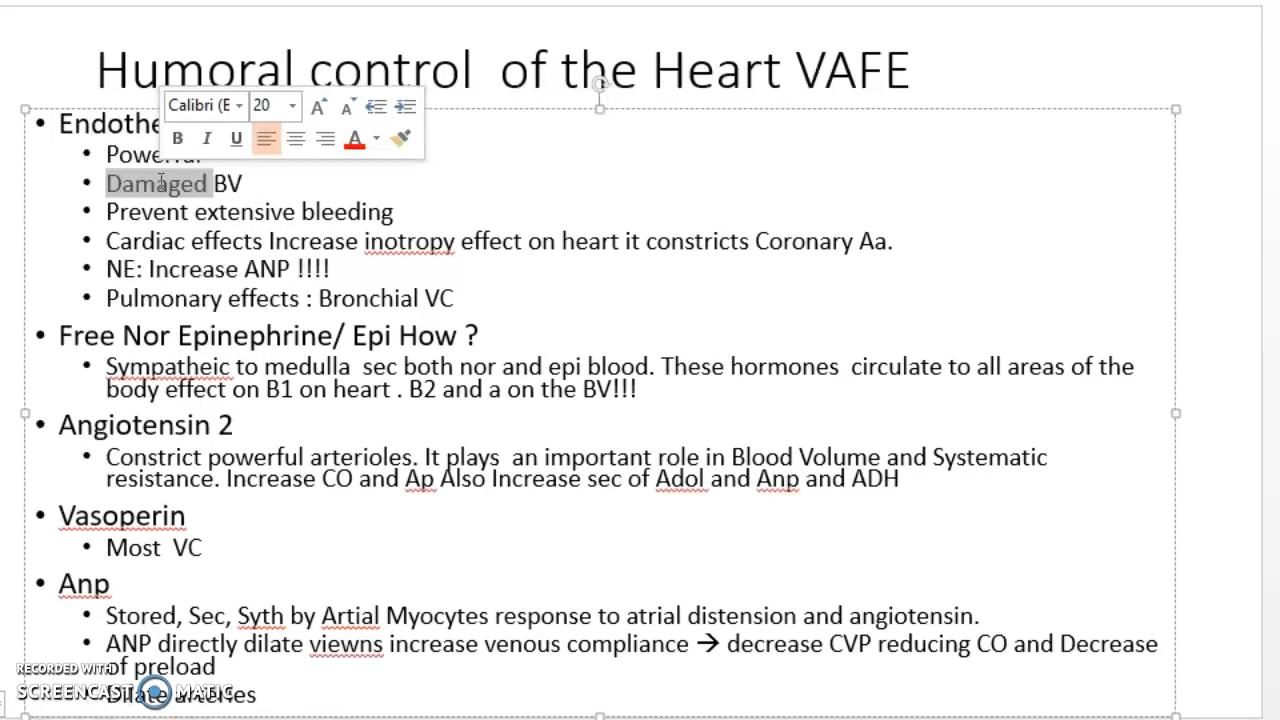 Humoral control of the Heart VAFE
Calibri (E 20 A A
B I U A
• Endothe
• Powerful
• Damaged BV
• Prevent extensive bleeding
• Cardiac effects Increase inotropy effect on heart it constricts Coronary Aa.
• NE: Increase ANP !!!!
• Pulmonary effects : Bronchial VC
• Free Nor Epinephrine/ Epi How ?
• Sympatheic to medulla sec both nor and epi blood. These hormones circulate to all areas of the
body effect on B1 on heart . B2 and a on the BV!!!
• Angiotensin 2
• Constrict powerful arterioles. It plays an important role in Blood Volume and Systematic
resistance. Increase CO and Ap Also Increase sec of Adol and Anp and ADH
• Vasoperin
• Most VC
• Anp
• Stored, Sec, Syth by Artial Myocytes response to atrial distension and angiotensin.
• ANP directly dilate viewns increase venous compliance → decrease CVP reducing CO and Decrease
of preload
• Dilate arteries
RECORDED WITH
SCREENCAST MATIC